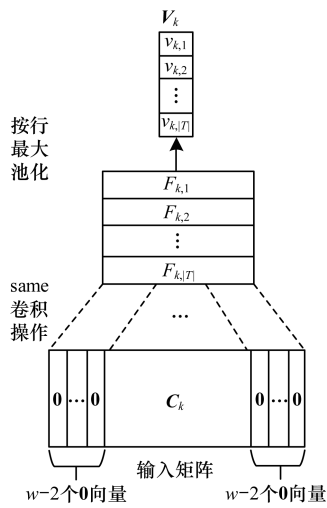 V_k
v_{k,1}
v_{k,2}
⋮
v_{k,|T|}
按行
最大
池化
F_{k,1}
F_{k,2}
⋮
F_{k,|T|}
same
卷积
操作
...
0 ... 0
C_k
0 ... 0
输入矩阵
w−2个0向量
w−2个0向量